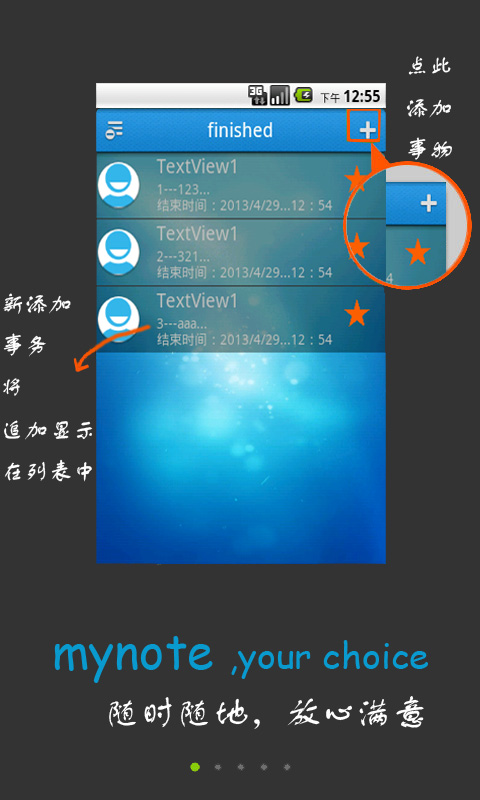 点此
添加
事物
3G
下午 12:55
finished
+
+
TextView1
1---123...
结束时间：2013/4/29...12：54
TextView1
2---321...
结束时间：2013/4/29...12：54
4
TextView1
3---aaa...
结束时间：2013/4/29...12：54
新添加
事务
将
追加显示
在列表中
mynote ,your choice
随时随地，放心满意